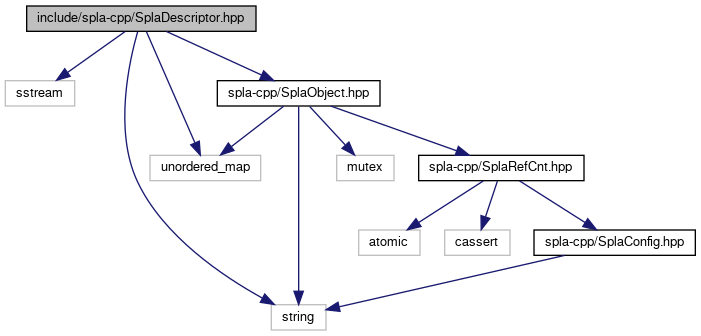 include/spla-cpp/SplaDescriptor.hpp
sstream
spla-cpp/SplaObject.hpp
unordered_map
mutex
spla-cpp/SplaRefCnt.hpp
atomic
cassert
spla-cpp/SplaConfig.hpp
string